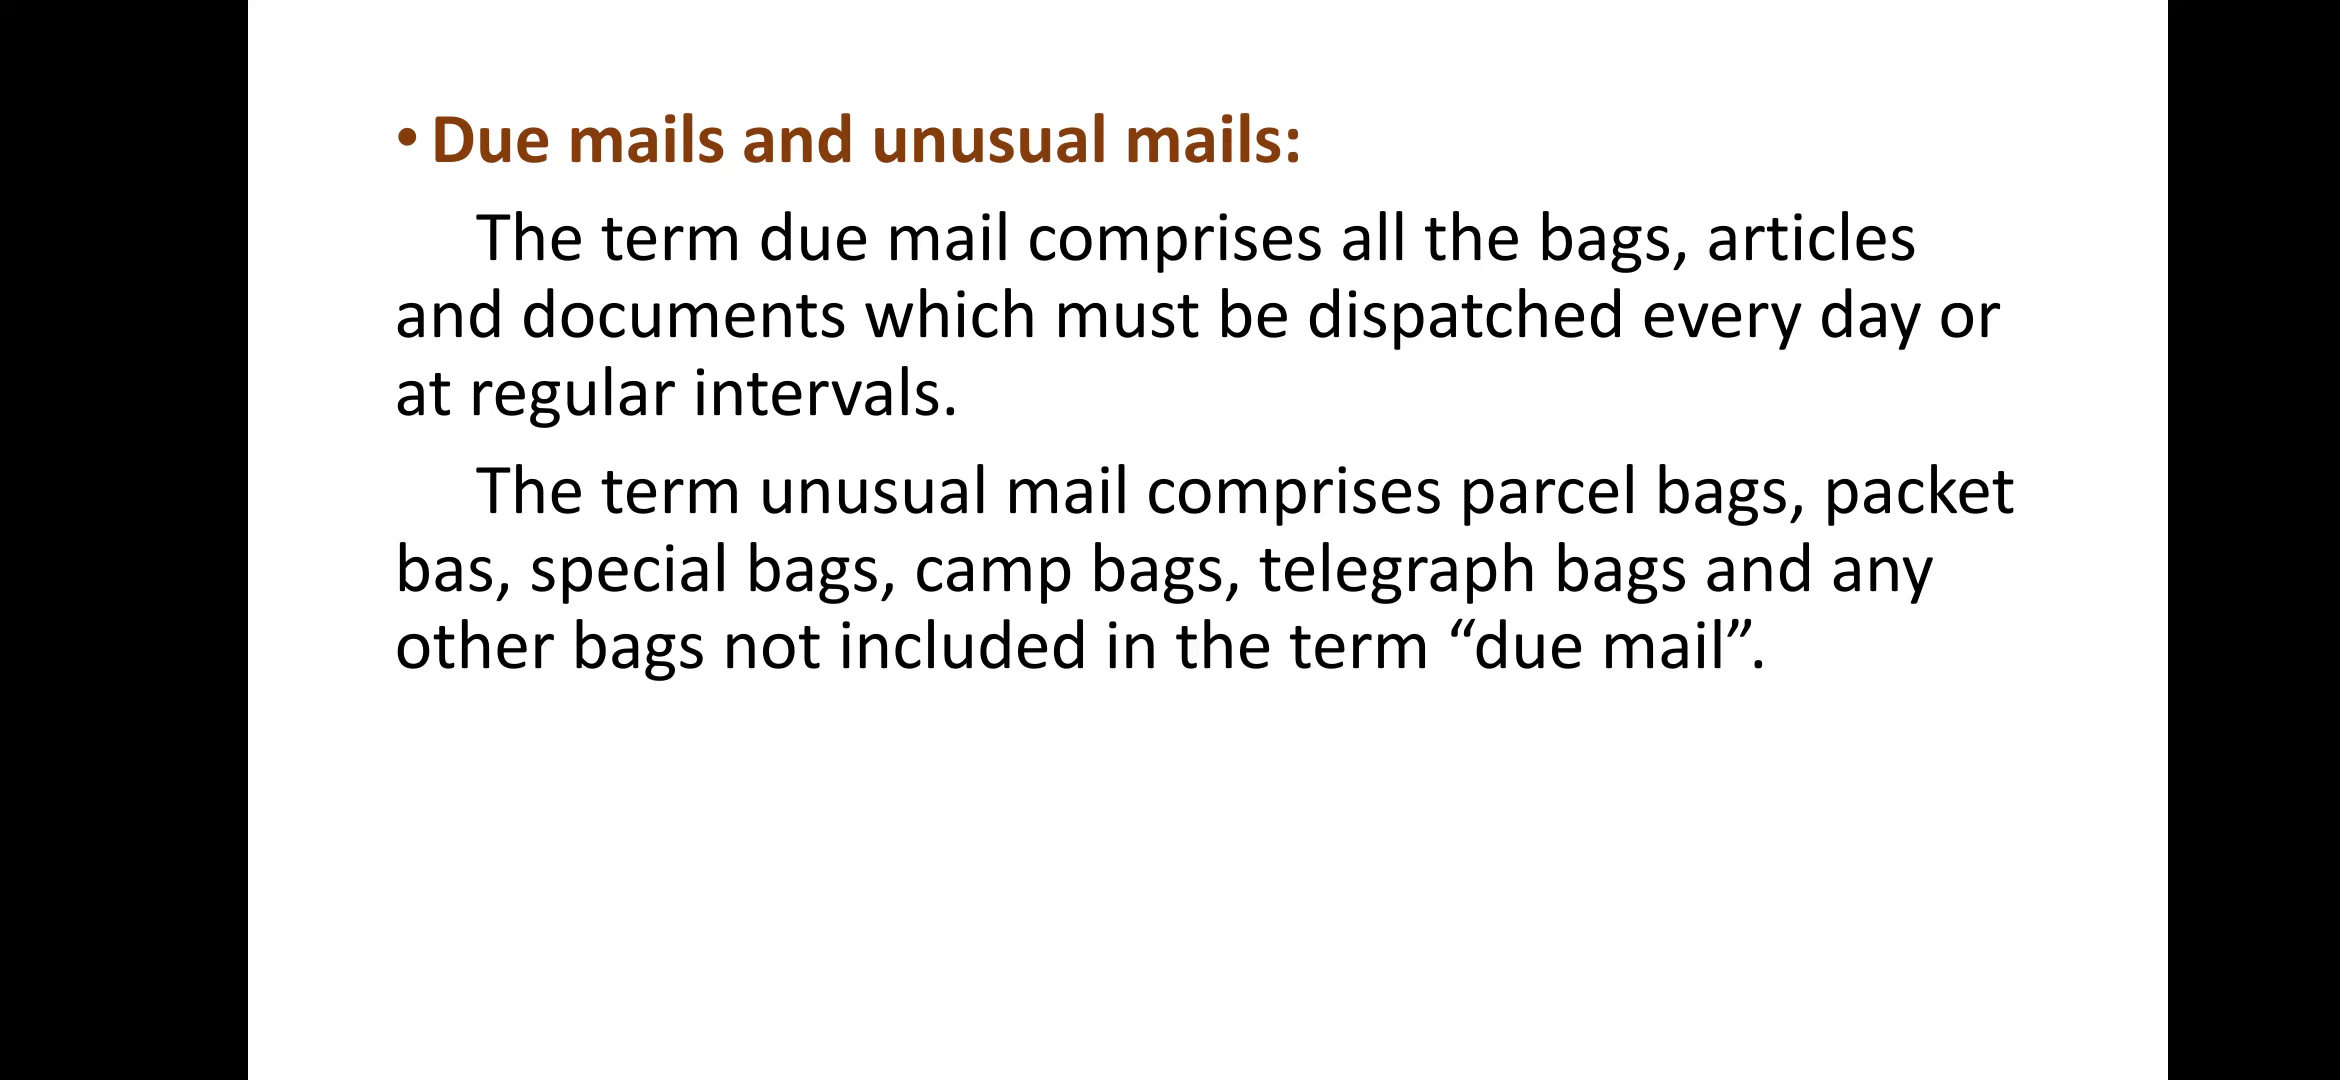 • Due mails and unusual mails:
The term due mail comprises all the bags, articles
and documents which must be dispatched every day or
at regular intervals.
The term unusual mail comprises parcel bags, packet
bas, special bags, camp bags, telegraph bags and any
other bags not included in the term “due mail”.